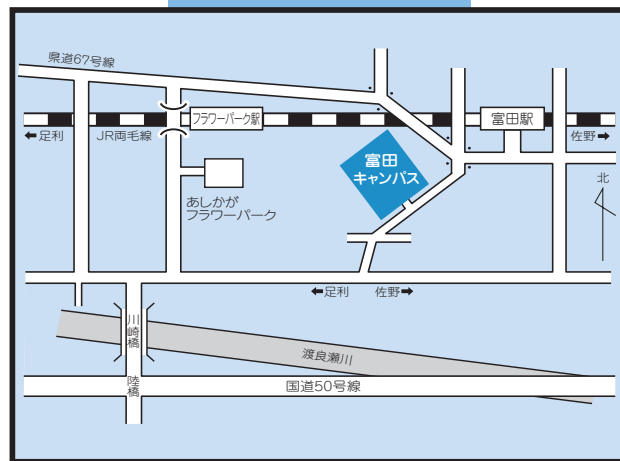 県道67号線
フラワーパーク駅
富田駅
←足利
JR両毛線
佐野→
富田
キャンパス
北
あしかが
フラワーパーク
←足利 佐野→
川崎橋
渡良瀬川
陸橋
国道50号線